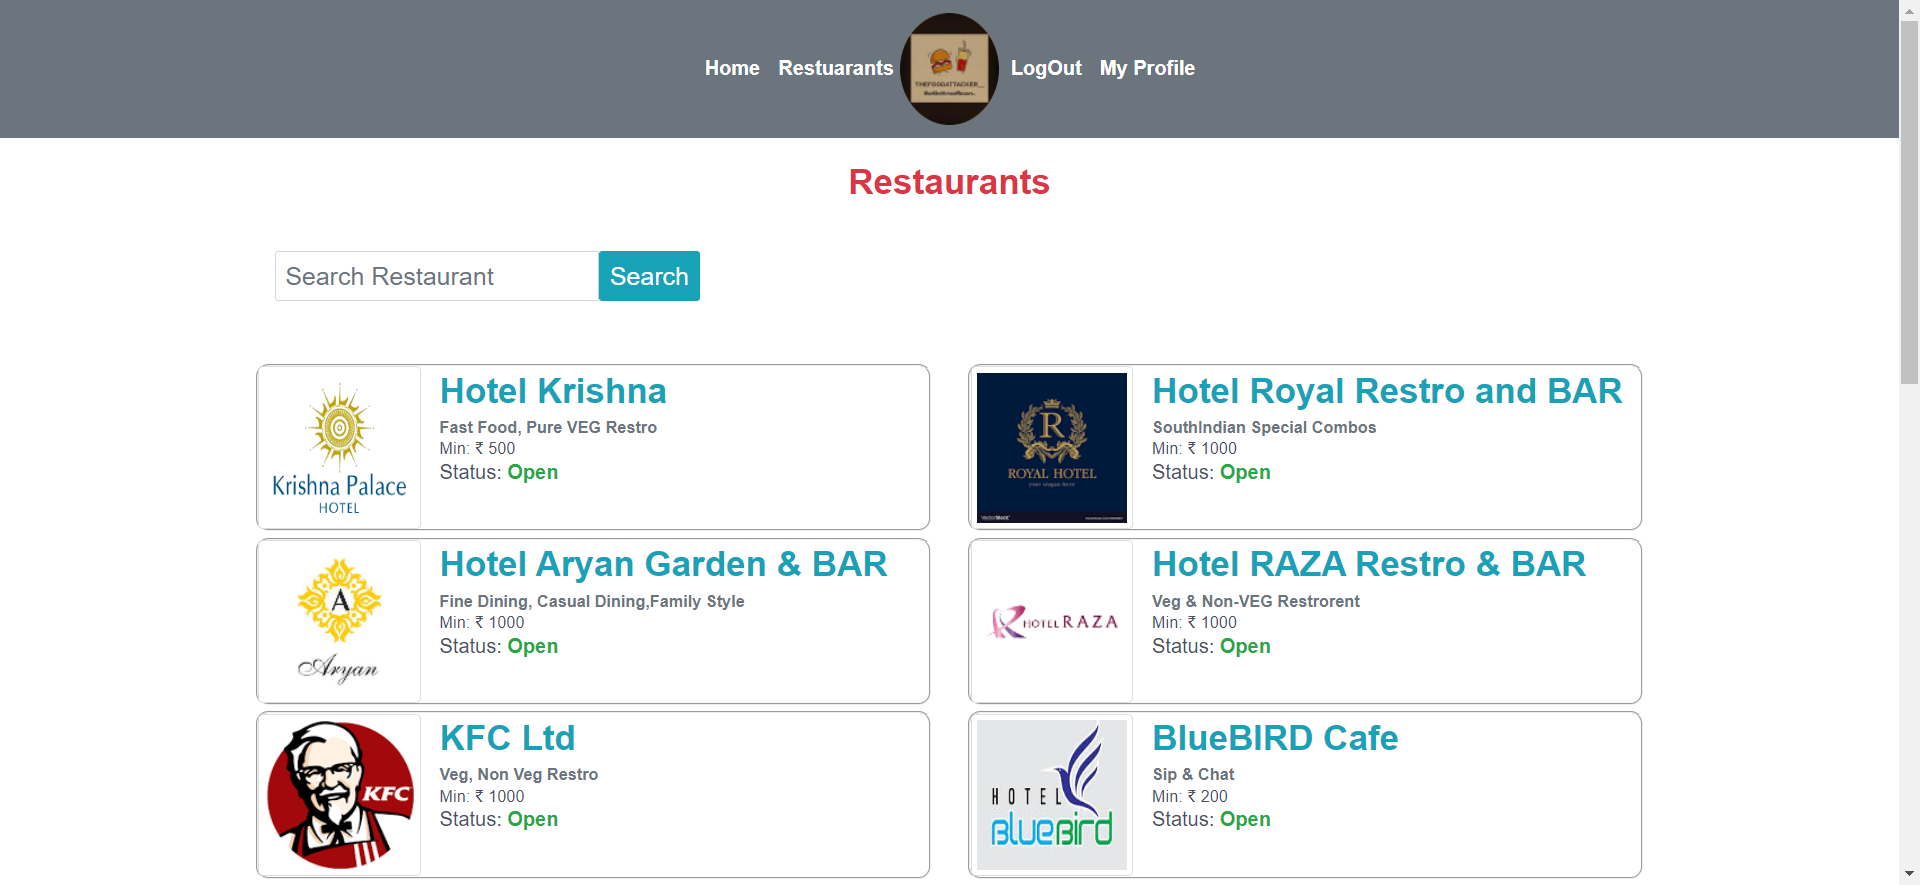 Home Restuarants LogOut My Profile
THEFOODATTACKER__
Restaurants
Search Restaurant Search
Krishna Palace
HOTEL
Hotel Krishna
Fast Food, Pure VEG Restro
Min: ₹ 500
Status: Open
R
ROYAL HOTEL
VectorStock
Hotel Royal Restro and BAR
SouthIndian Special Combos
Min: ₹ 1000
Status: Open
A
Aryan
Hotel Aryan Garden & BAR
Fine Dining, Casual Dining,Family Style
Min: ₹ 1000
Status: Open
HOTEL RAZA
Hotel RAZA Restro & BAR
Veg & Non-VEG Restrorent
Min: ₹ 1000
Status: Open
KFC
KFC Ltd
Veg, Non Veg Restro
Min: ₹ 1000
Status: Open
HOTEL
BlueBird
BlueBIRD Cafe
Sip & Chat
Min: ₹ 200
Status: Open